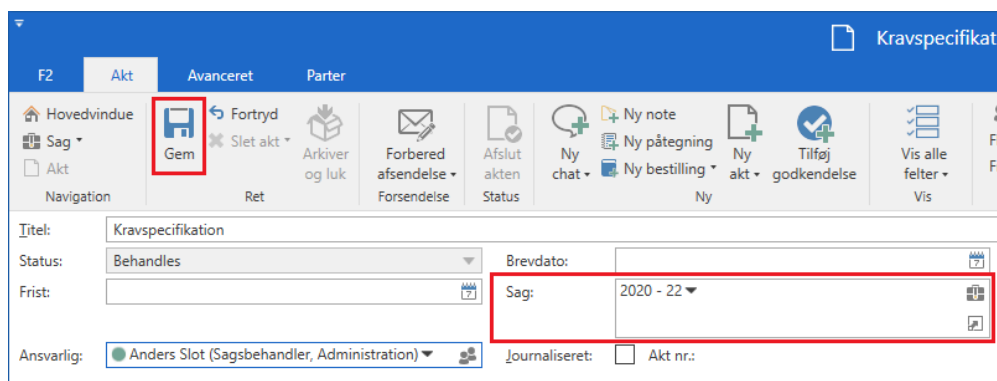 Kravspecifikat
F2 Akt Avanceret Parter
Hovedvindue
Sag
Akt
Navigation
Gem
Fortryd
Slet akt
Arkiver
og luk
Ret
Forbered
afsendelse
Forsendelse
Afslut
akten
Status
Ny
chat
Ny note
Ny påtegning
Ny bestilling
Ny
akt
Tilføj
godkendelse
Ny
Vis alle
felter
Vis
F
F
Titel: Kravspecifikation
Status: Behandles Brevdato:
Frist: Sag: 2020 - 22
Ansvarlig: Anders Slot (Sagsbehandler, Administration) Journaliseret: Akt nr.: